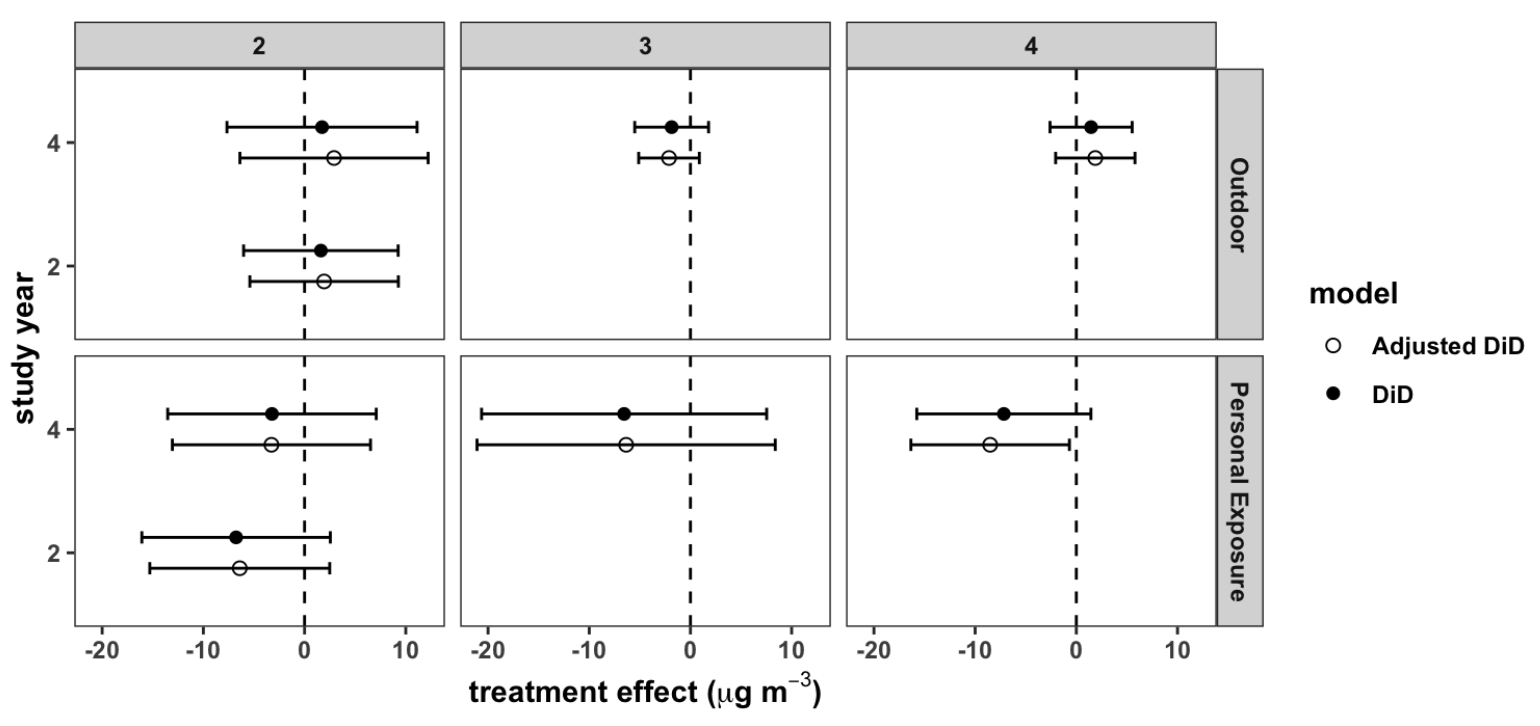 2 3 4
4
2
Outdoor
4
2
Personal Exposure
study year
-20 -10 0 10 -20 -10 0 10 -20 -10 0 10
treatment effect (μg m⁻³)
model
Adjusted DiD
DiD